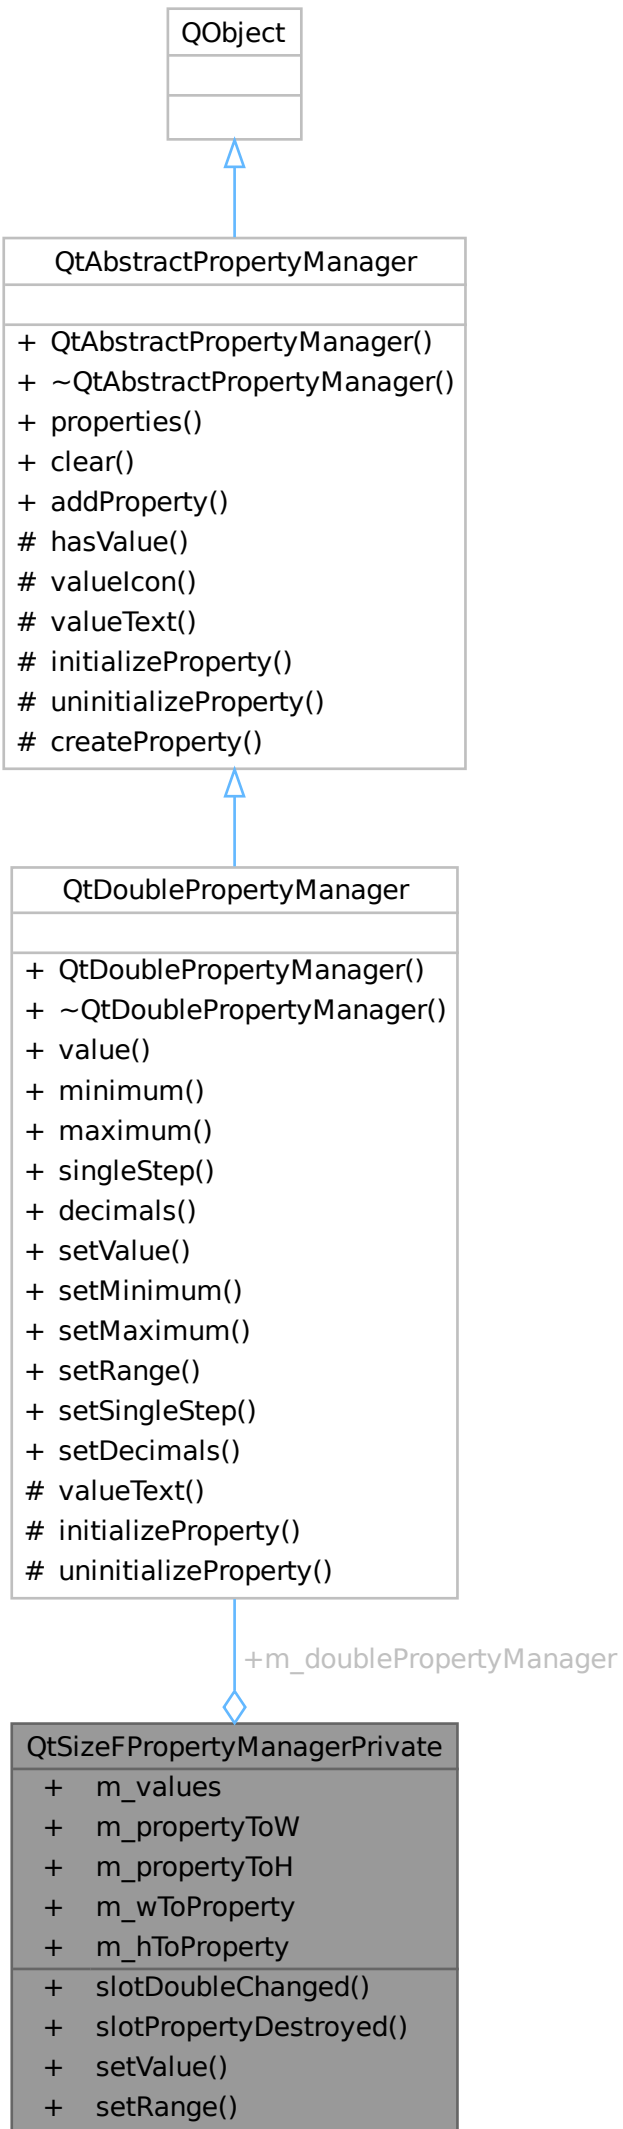 QObject
QtAbstractPropertyManager
+ QtAbstractPropertyManager()
+ ~QtAbstractPropertyManager()
+ properties()
+ clear()
+ addProperty()
# hasValue()
# valueIcon()
# valueText()
# initializeProperty()
# uninitializeProperty()
# createProperty()
QtDoublePropertyManager
+ QtDoublePropertyManager()
+ ~QtDoublePropertyManager()
+ value()
+ minimum()
+ maximum()
+ singleStep()
+ decimals()
+ setValue()
+ setMinimum()
+ setMaximum()
+ setRange()
+ setSingleStep()
+ setDecimals()
# valueText()
# initializeProperty()
# uninitializeProperty()
+m_doublePropertyManager
QtSizeFPropertyManagerPrivate
+ m_values
+ m_propertyToW
+ m_propertyToH
+ m_wToProperty
+ m_hToProperty
+ slotDoubleChanged()
+ slotPropertyDestroyed()
+ setValue()
+ setRange()